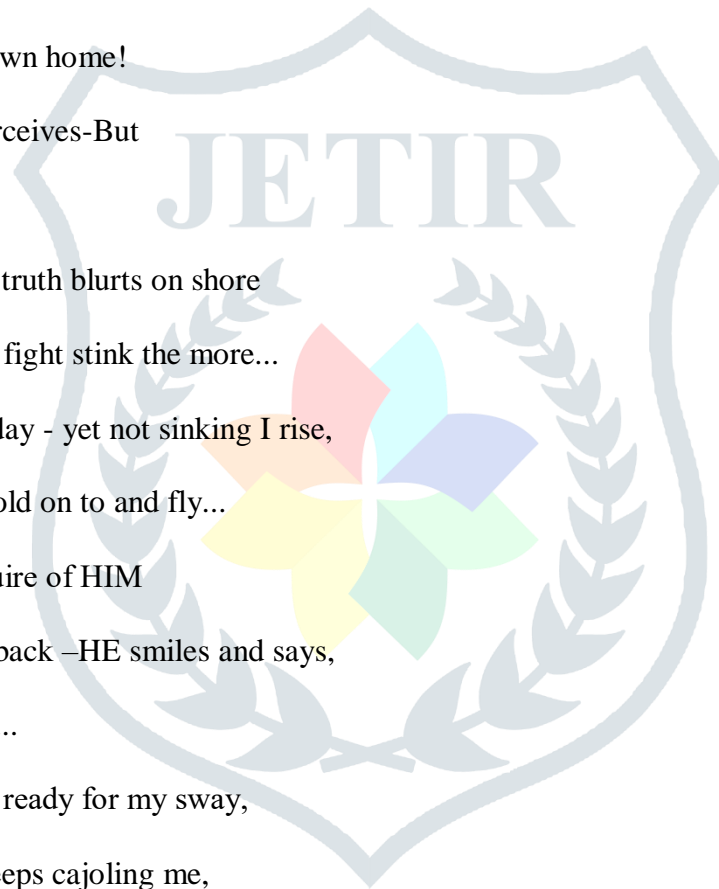 wn home!
rceives-But
JETIR
truth blurts on shore
fight stink the more...
lay - yet not sinking I rise,
old on to and fly...
uire of HIM
back –HE smiles and says,
..
ready for my sway,
eeps cajoling me,